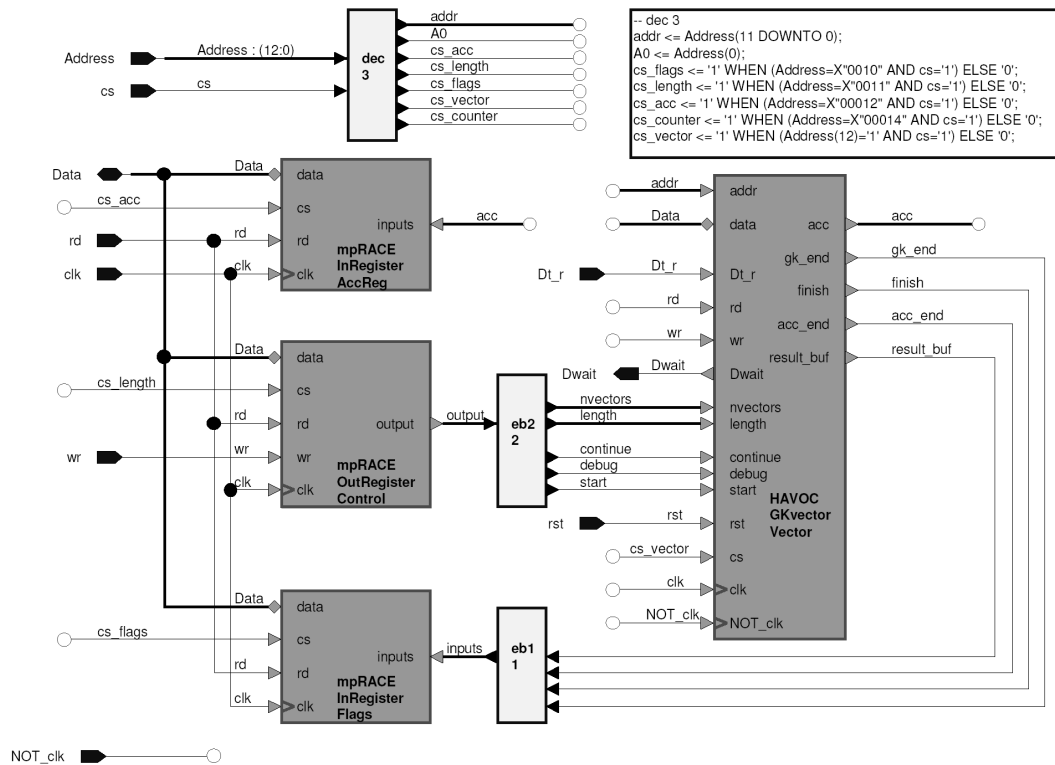 addr
A0
cs_acc
cs_length
cs_flags
cs_vector
cs_counter
Address
Address : (12:0)
cs
cs
dec
3
-- dec 3
addr <= Address(11 DOWNTO 0);
A0 <= Address(0);
cs_flags <= '1' WHEN (Address=X"0010" AND cs='1') ELSE '0';
cs_length <= '1' WHEN (Address=X"0011" AND cs='1') ELSE '0';
cs_acc <= '1' WHEN (Address=X"00012" AND cs='1') ELSE '0';
cs_counter <= '1' WHEN (Address=X"00014" AND cs='1') ELSE '0';
cs_vector <= '1' WHEN (Address(12)='1' AND cs='1') ELSE '0';
Data
Data
data
cs_acc
cs
rd
rd
rd
clk
clk
clk
inputs
acc
mpRACE
InRegister
AccReg
Data
data
cs_length
cs
rd
rd
wr
wr
wr
clk
clk
output
output
mpRACE
OutRegister
Control
eb2
2
nvectors
length
continue
debug
start
Data
data
cs_flags
cs
rd
rd
clk
clk
inputs
inputs
mpRACE
InRegister
Flags
eb1
1
addr
addr
Data
data
Dt_r
Dt_r
Dt_r
rd
rd
wr
wr
Dwait
Dwait
Dwait
nvectors
length
continue
debug
start
rst
rst
rst
cs_vector
cs
clk
clk
NOT_clk
NOT_clk
HAVOC
GKvector
Vector
acc
acc
gk_end
gk_end
finish
finish
acc_end
acc_end
result_buf
result_buf
NOT_clk